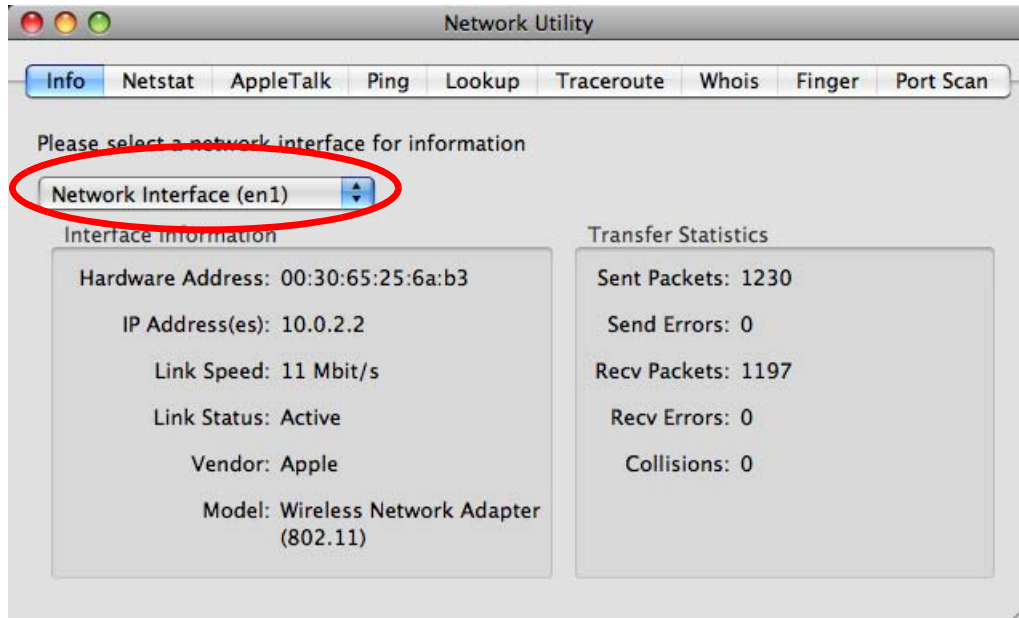 Network Utility
Info Netstat AppleTalk Ping Lookup Traceroute Whois Finger Port Scan
Please select a network interface for information
Network Interface (en1)
Interface Information
Hardware Address: 00:30:65:25:6a:b3
IP Address(es): 10.0.2.2
Link Speed: 11 Mbit/s
Link Status: Active
Vendor: Apple
Model: Wireless Network Adapter
(802.11)
Transfer Statistics
Sent Packets: 1230
Send Errors: 0
Recv Packets: 1197
Recv Errors: 0
Collisions: 0